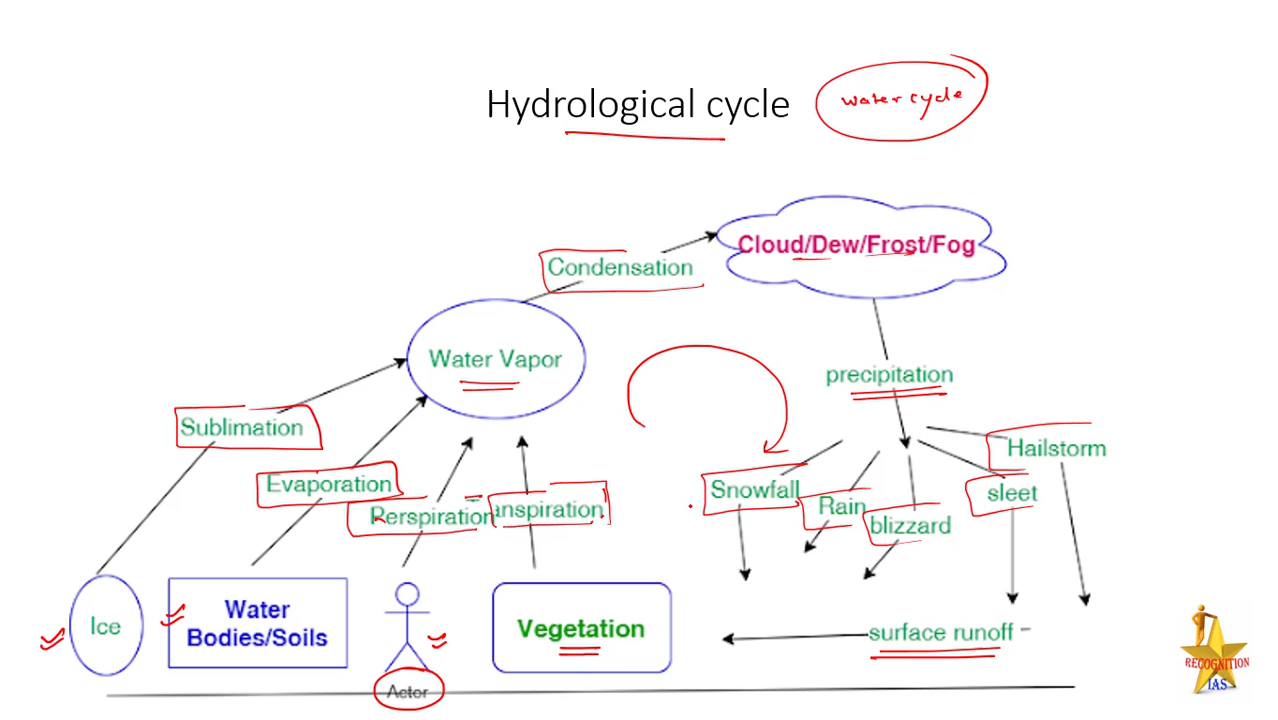 Hydrological cycle
water cycle
Cloud/Dew/Frost/Fog
Condensation
Water Vapor
precipitation
Sublimation
Hailstorm
Evaporation
Snowfall
sleet
Perspiration
anspiration
Rain
blizzard
Ice
Water
Bodies/Soils
Vegetation
surface runoff
Actor
RECOGNITION
IAS